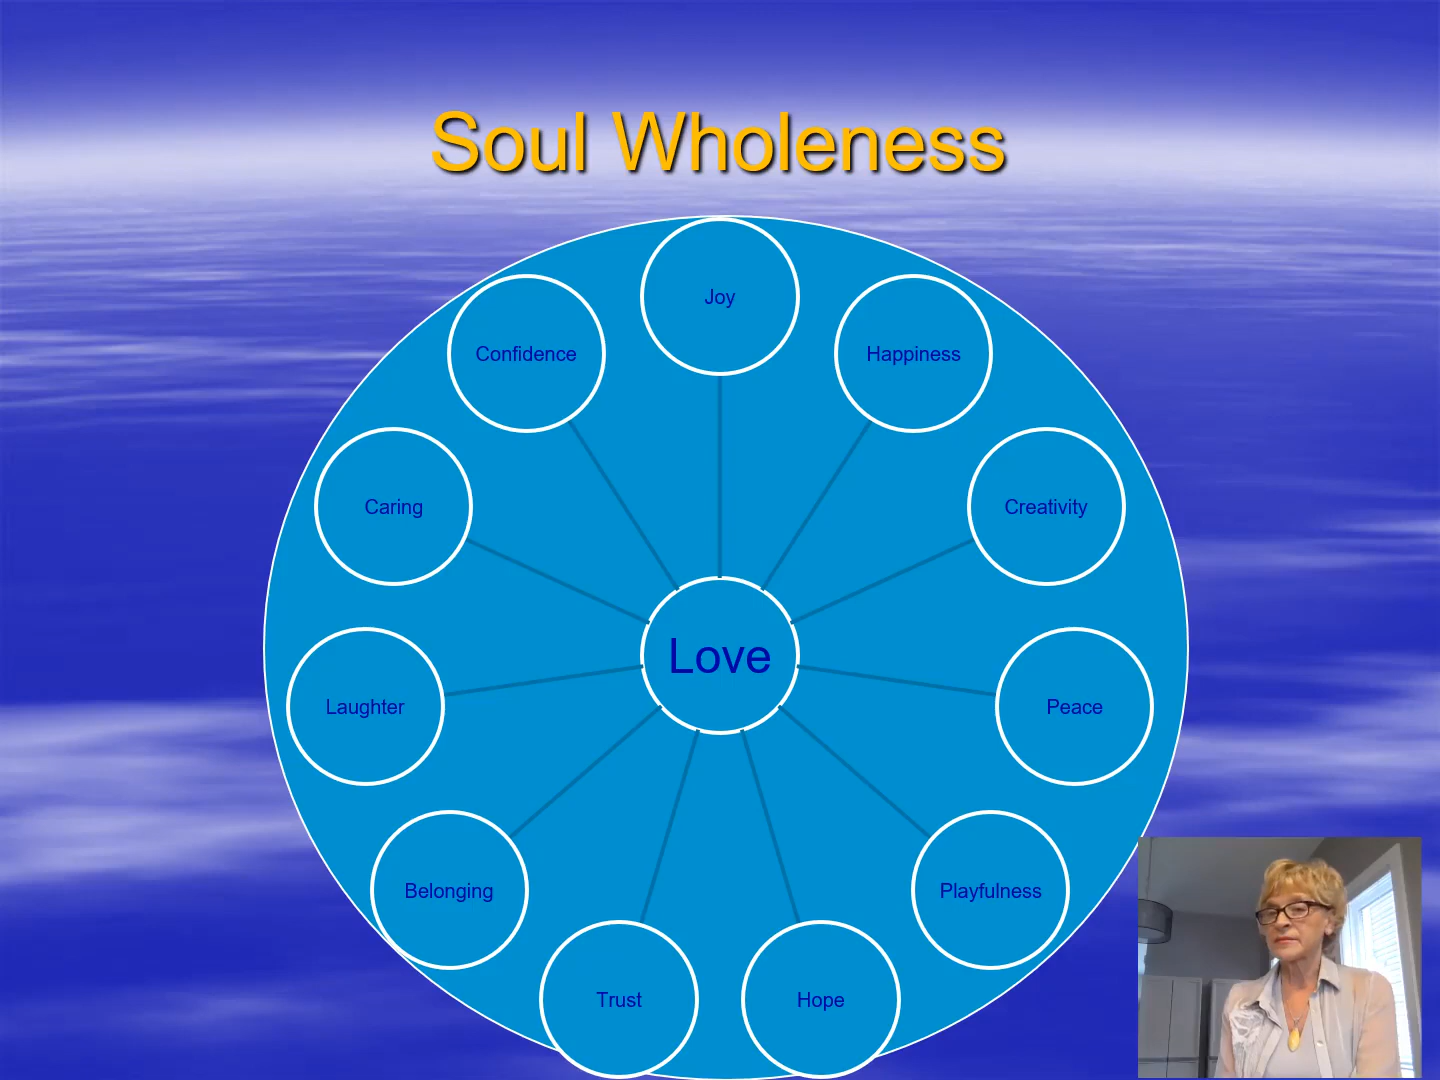 Soul Wholeness
Joy
Confidence
Happiness
Caring
Creativity
Love
Laughter
Peace
Belonging
Playfulness
Trust
Hope